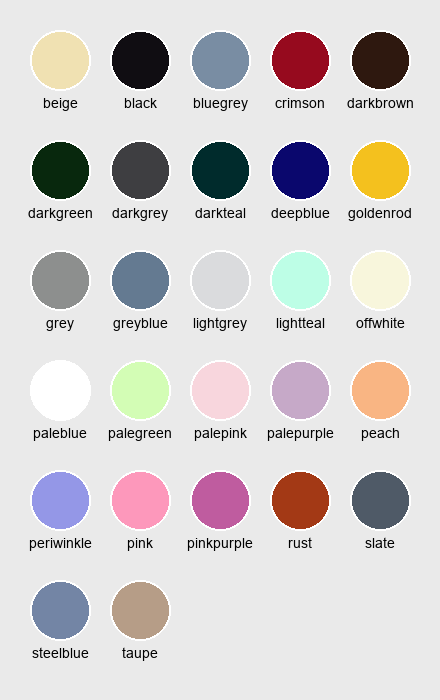 beige black bluegrey crimson darkbrown
darkgreen darkgrey darkteal deepblue goldenrod
grey greyblue lightgrey lightteal offwhite
paleblue palegreen palepink palepurple peach
periwinkle pink pinkpurple rust slate
steelblue taupe